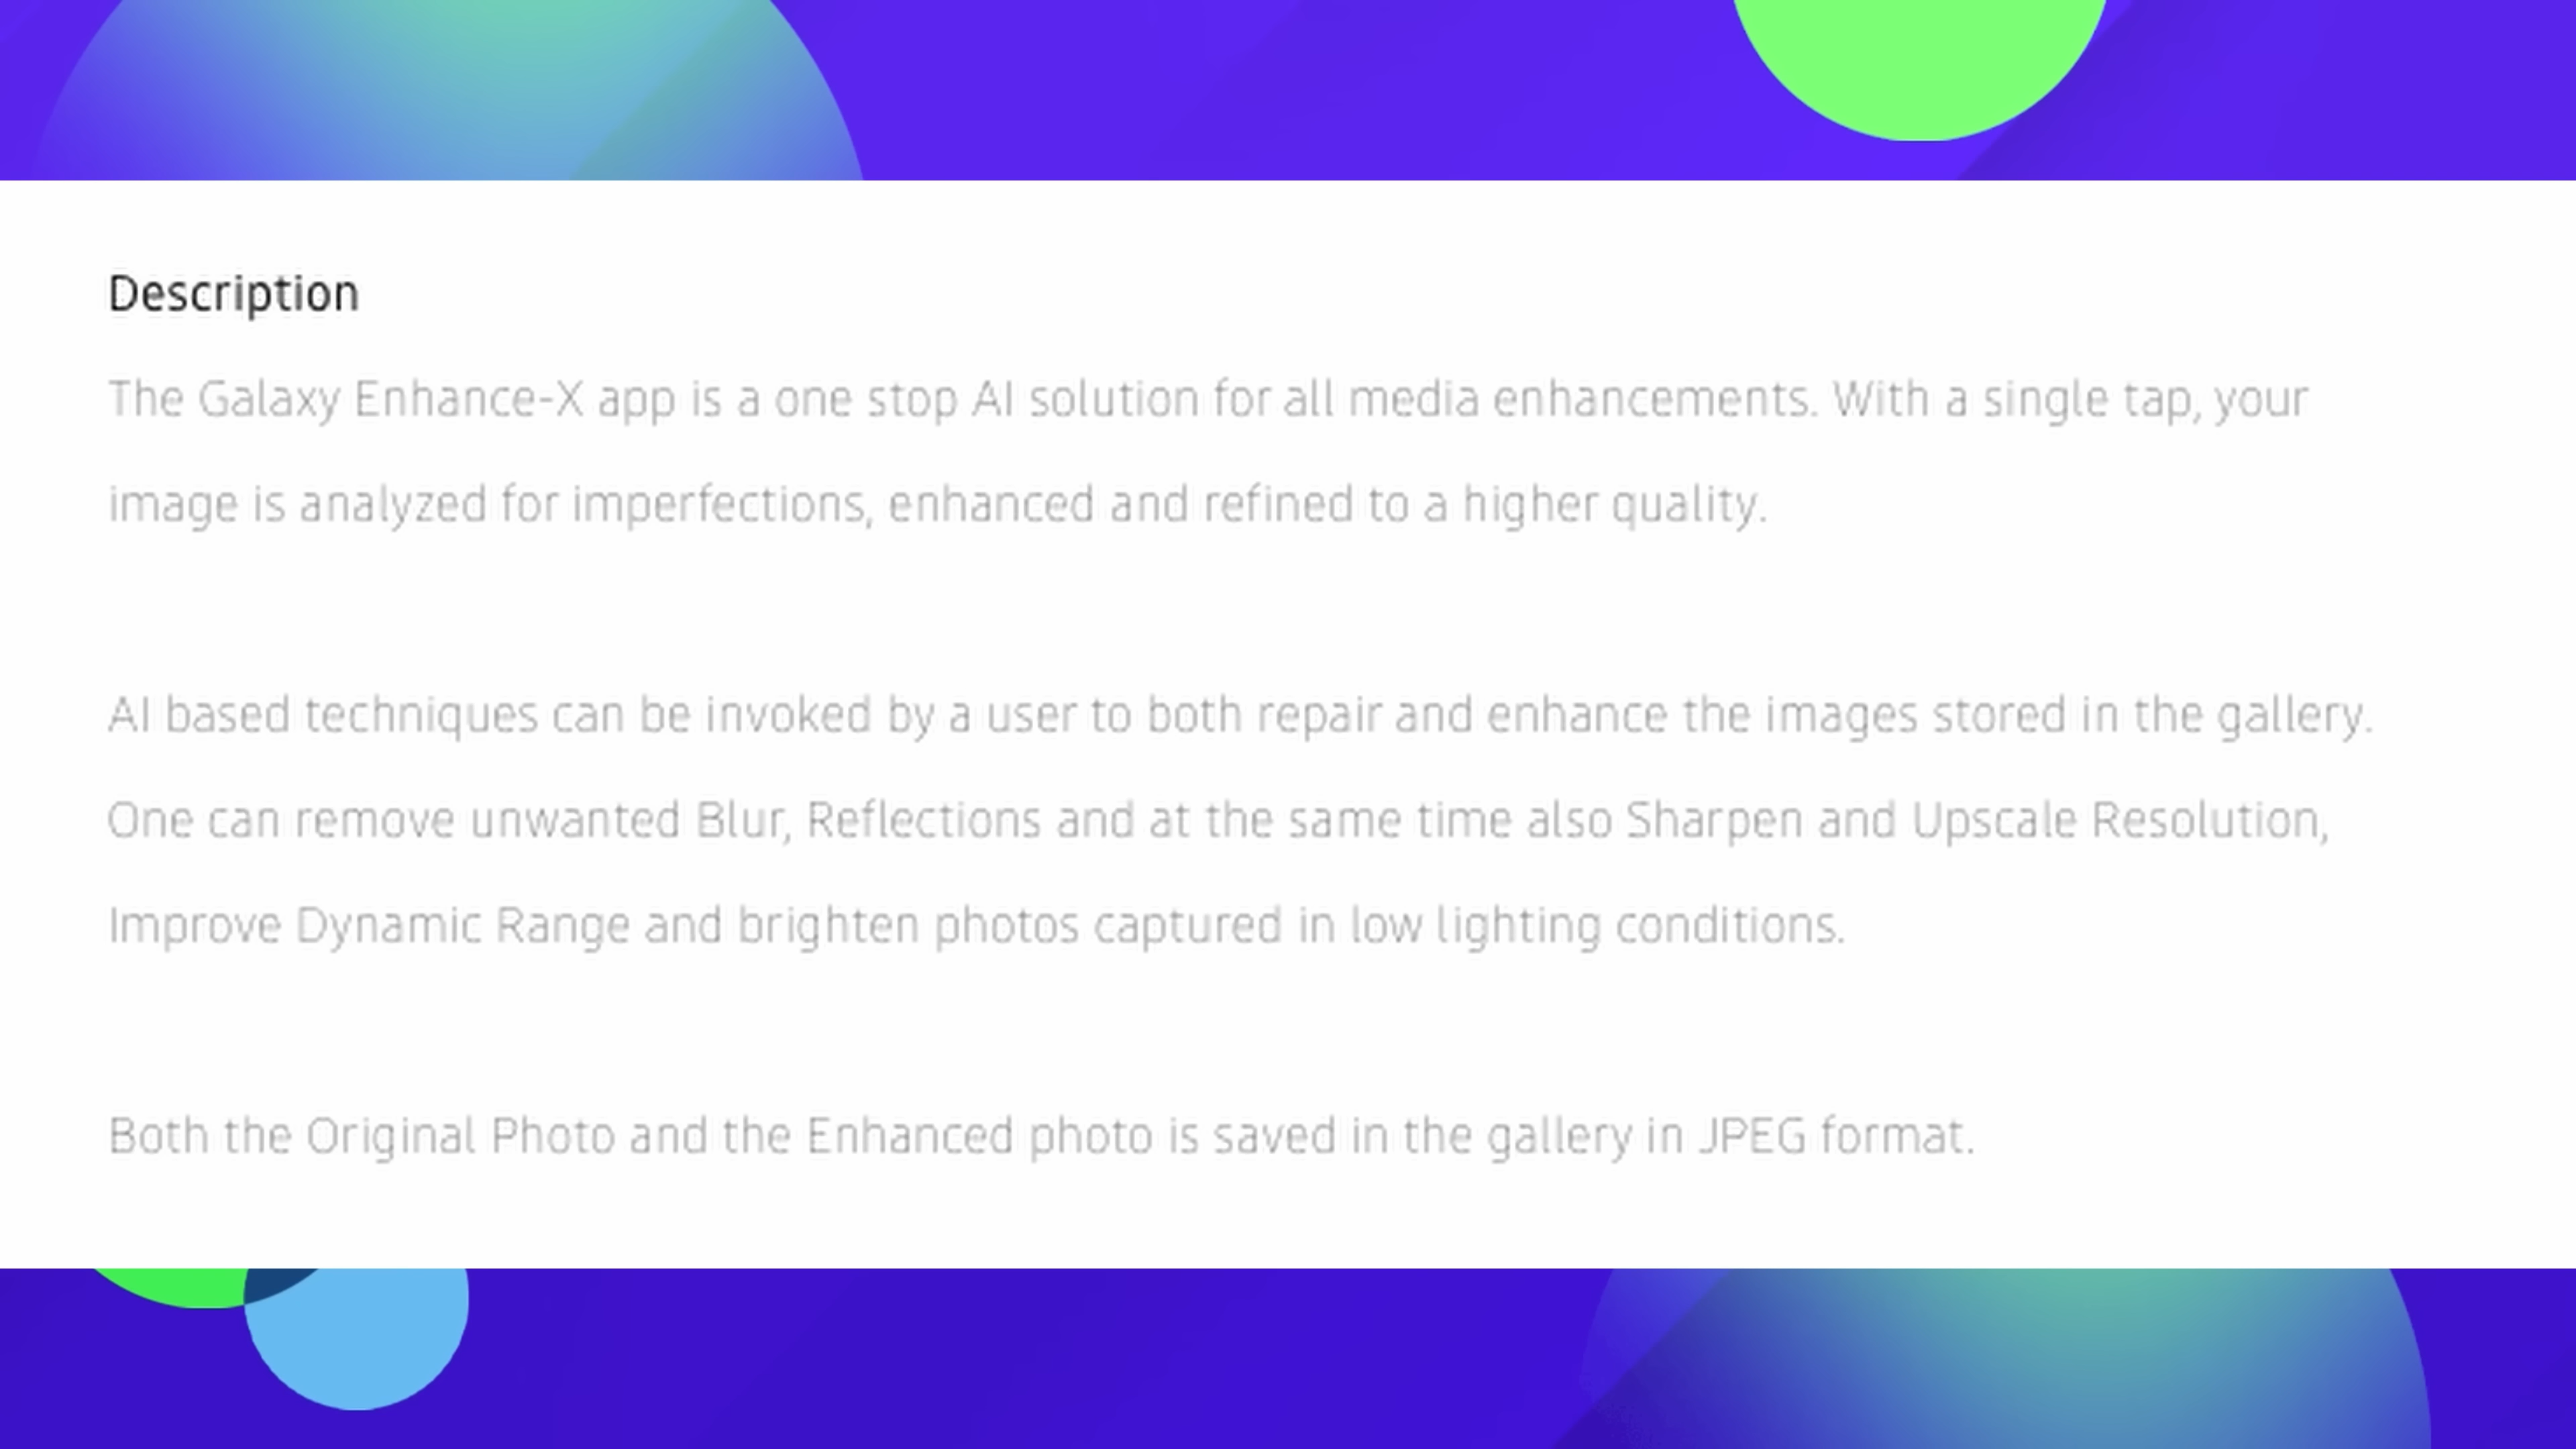 Description
The Galaxy Enhance-X app is a one stop AI solution for all media enhancements. With a single tap, your
image is analyzed for imperfections, enhanced and refined to a higher quality.
AI based techniques can be invoked by a user to both repair and enhance the images stored in the gallery.
One can remove unwanted Blur, Reflections and at the same time also Sharpen and Upscale Resolution,
Improve Dynamic Range and brighten photos captured in low lighting conditions.
Both the Original Photo and the Enhanced photo is saved in the gallery in JPEG format.